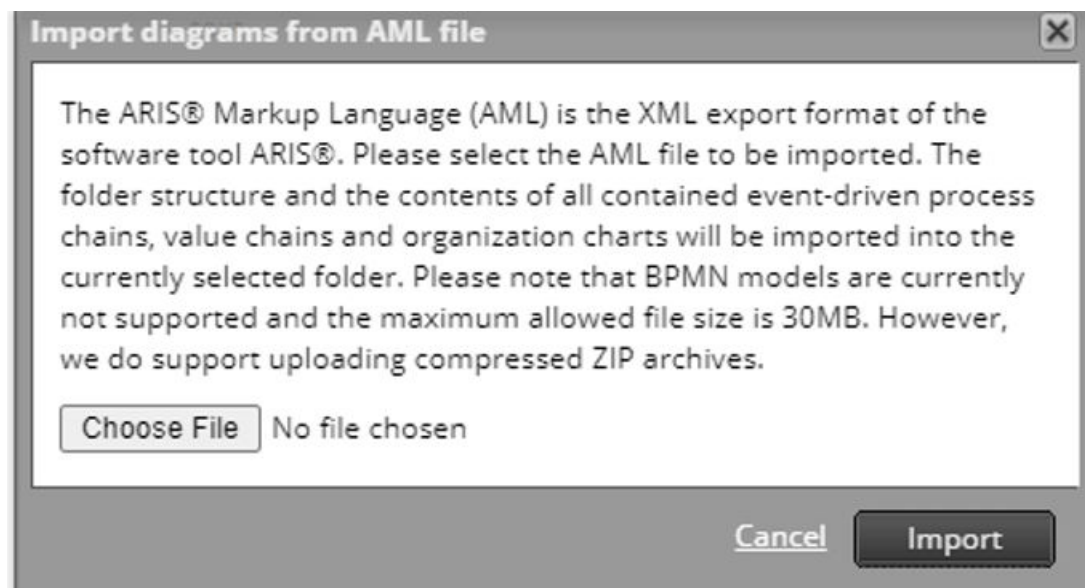 Import diagrams from AML file
The ARIS® Markup Language (AML) is the XML export format of the
software tool ARIS®. Please select the AML file to be imported. The
folder structure and the contents of all contained event-driven process
chains, value chains and organization charts will be imported into the
currently selected folder. Please note that BPMN models are currently
not supported and the maximum allowed file size is 30MB. However,
we do support uploading compressed ZIP archives.
Choose File No file chosen
Cancel Import